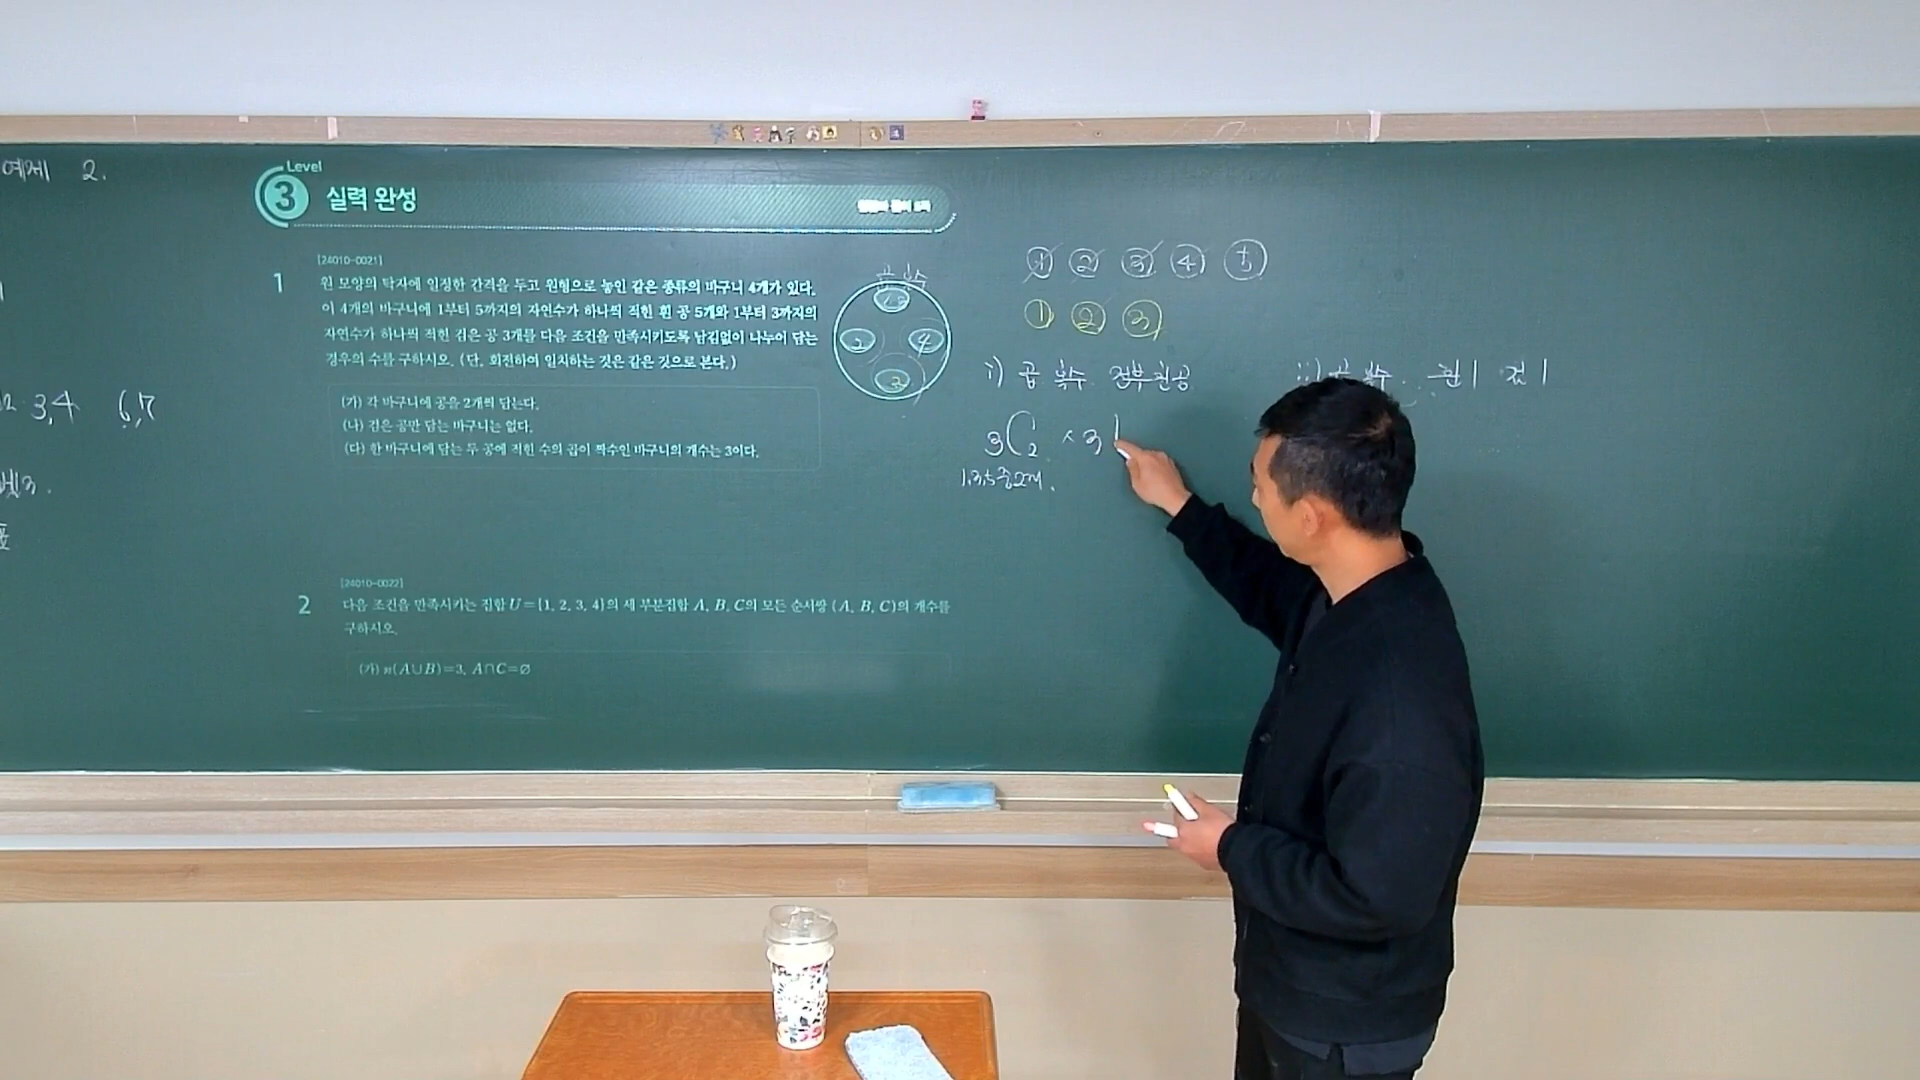 예제 2.
Level
3 실력 완성
[24010-0021]
1 원 모양의 탁자에 일정한 간격을 두고 원형으로 놓인 같은 종류의 바구니 4개가 있다.
이 4개의 바구니에 1부터 5까지의 자연수가 하나씩 적힌 흰 공 5개와 1부터 3까지의
자연수가 하나씩 적힌 검은 공 3개를 다음 조건을 만족시키도록 남김없이 나누어 담는
경우의 수를 구하시오. (단, 회전하여 일치하는 것은 같은 것으로 본다.)
(가) 각 바구니에 공을 2개씩 담는다.
(나) 검은 공만 담는 바구니는 없다.
(다) 한 바구니에 담는 두 공에 적힌 수의 곱이 짝수인 바구니의 개수는 3이다.
[24010-0022]
2 다음 조건을 만족시키는 집합 U={1, 2, 3, 4}의 세 부분집합 A, B, C의 모든 순서쌍 (A, B, C)의 개수를
구하시오.
(가) n(A∪B)=3, A∩C=∅
3,4 6,7
1 2 3 4 5
1 2 3
i) 곱 홀수 전부흰공
3C2 × 3!
1,3,5중2개.
흰1 검1